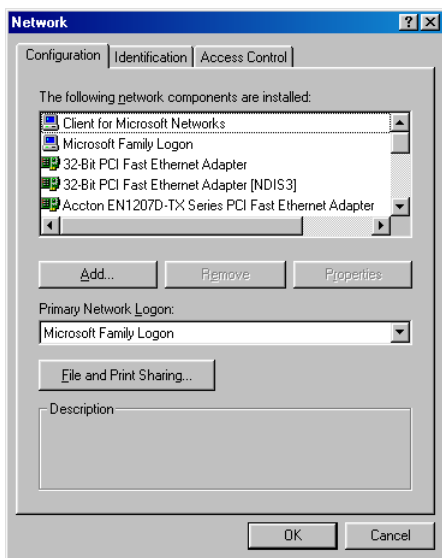 Network
Configuration Identification Access Control
The following network components are installed:
Client for Microsoft Networks
Microsoft Family Logon
32-Bit PCI Fast Ethernet Adapter
32-Bit PCI Fast Ethernet Adapter [NDIS3]
Accton EN1207D-TX Series PCI Fast Ethernet Adapter
Add... Remove Properties
Primary Network Logon:
Microsoft Family Logon
File and Print Sharing...
Description
OK Cancel